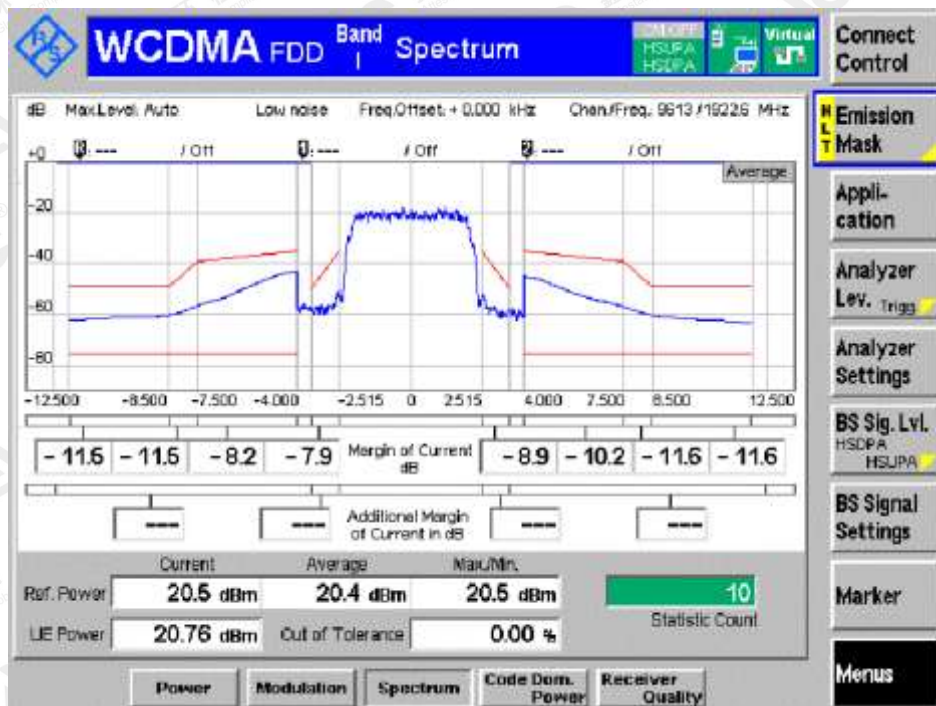 WCDMA FDD Band I Spectrum
HSUPA
HSDPA
Virtual
Connect Control
dB Max.Level: Auto Low noise Freq.Offset: + 0.000 kHz Chan./Freq.: 9613 /1922.6 MHz
--- / Off --- / Off 2: --- / Off
Average
+0
-20
-40
-60
-80
-12.500 -8.500 -7.500 -4.000 -2.515 0 2.515 4.000 7.500 8.500 12.500
- 11.6 - 11.5 - 8.2 - 7.9 Margin of Current dB - 8.9 - 10.2 - 11.6 - 11.6
--- --- Additional Margin of Current in dB --- ---
Current Average Max./Min.
Ref. Power 20.5 dBm 20.4 dBm 20.5 dBm 10
Statistic Count
UE Power 20.76 dBm Out of Tolerance 0.00 %
Power Modulation Spectrum Code Dom. Power Receiver Quality
H L T Emission Mask
Appli-
cation
Analyzer
Lev. Trigg.
Analyzer
Settings
BS Sig. Lvl.
HSDPA
HSUPA
BS Signal
Settings
Marker
Menus